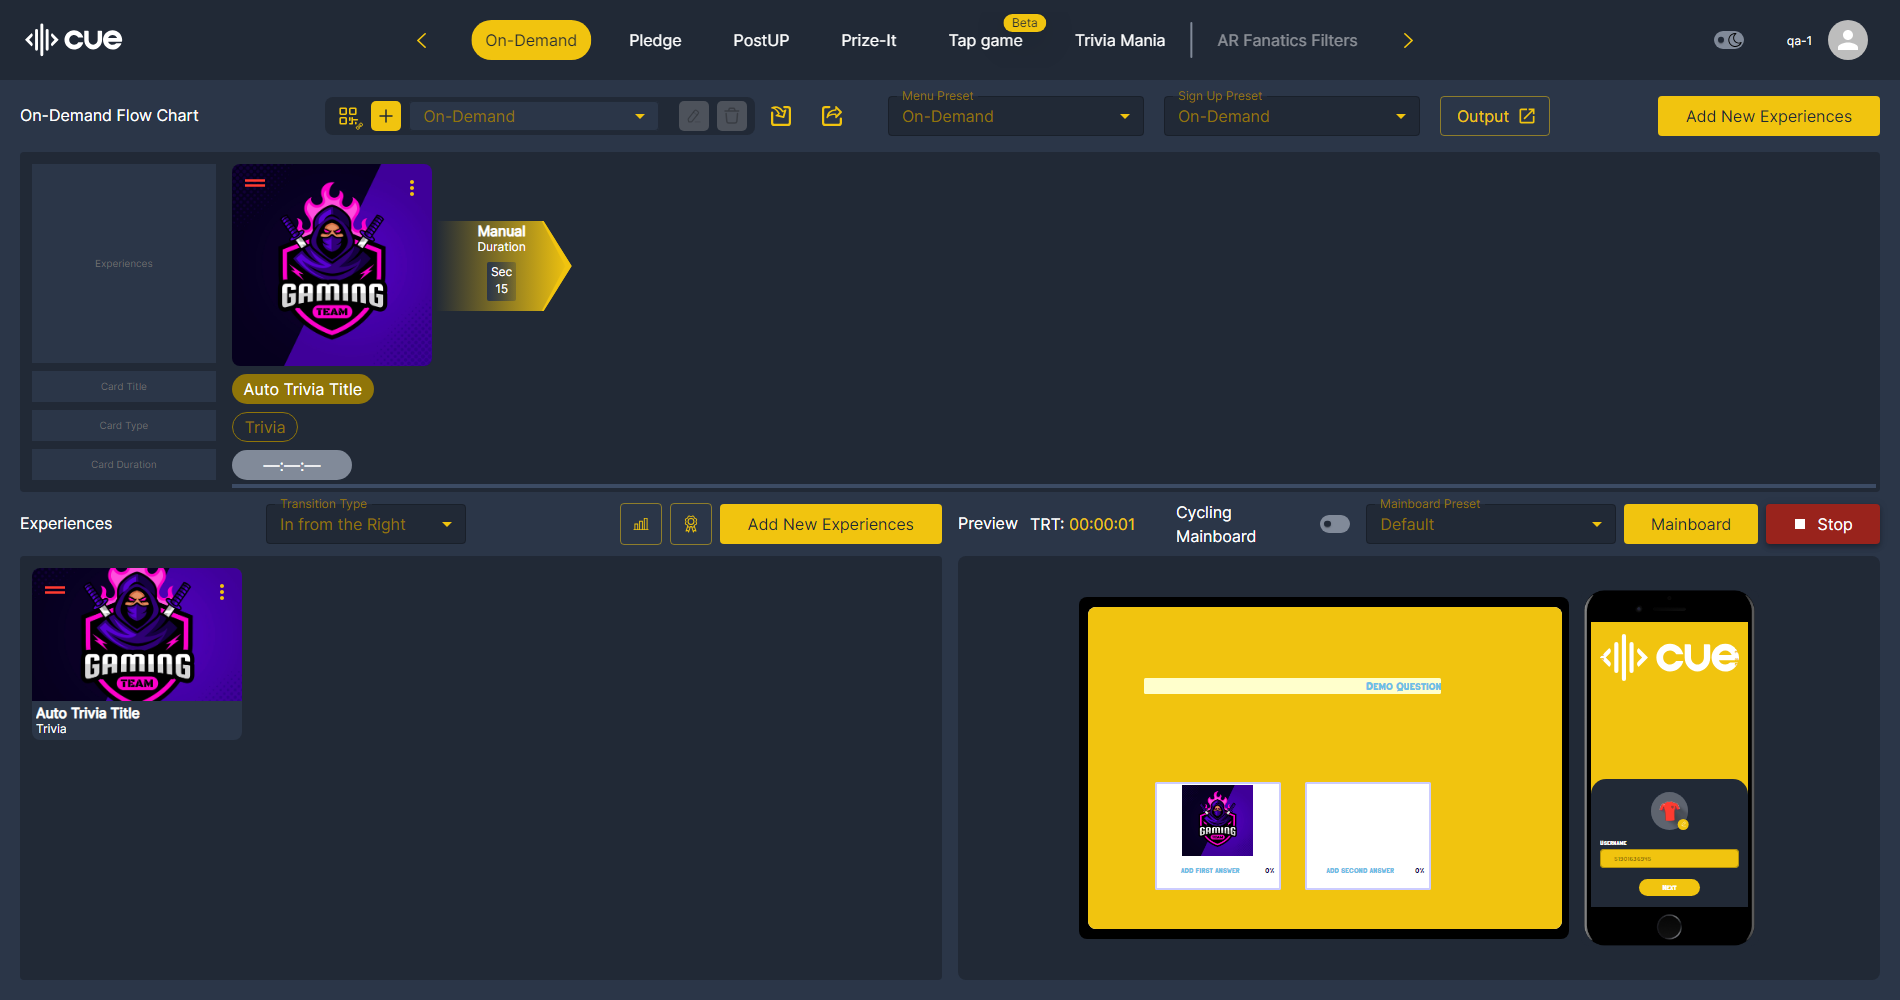 cue
On-Demand
Pledge
PostUP
Prize-It
Tap game
Beta
Trivia Mania
AR Fanatics Filters
qa-1
On-Demand Flow Chart
On-Demand
Menu Preset
On-Demand
Sign Up Preset
On-Demand
Output
Add New Experiences
Experiences
Card Title
Card Type
Card Duration
GAMING
TEAM
Manual
Duration
Sec
15
Auto Trivia Title
Trivia
—:—:—
Experiences
Transition Type
In from the Right
Add New Experiences
Preview
TRT: 00:00:01
Cycling
Mainboard
Mainboard Preset
Default
Mainboard
Stop
GAMING
TEAM
Auto Trivia Title
Trivia
Demo Question
GAMING
ADD FIRST ANSWER
0%
ADD SECOND ANSWER
0%
cue
Username
NEXT